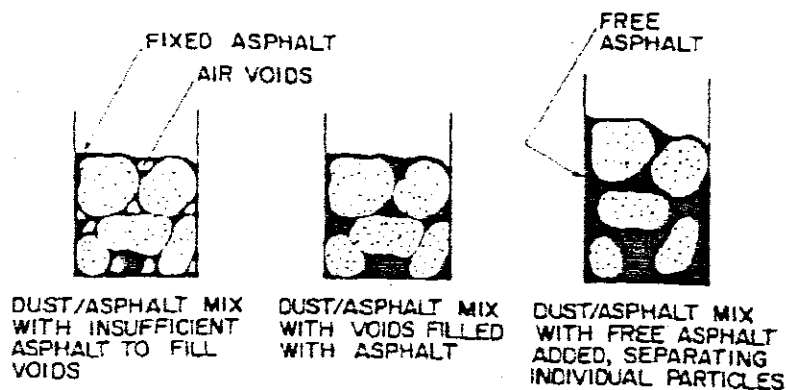 FIXED ASPHALT
AIR VOIDS
FREE
ASPHALT
DUST/ASPHALT MIX
WITH INSUFFICIENT
ASPHALT TO FILL
VOIDS
DUST/ASPHALT MIX
WITH VOIDS FILLED
WITH ASPHALT
DUST/ASPHALT MIX
WITH FREE ASPHALT
ADDED, SEPARATING
INDIVIDUAL PARTICLES